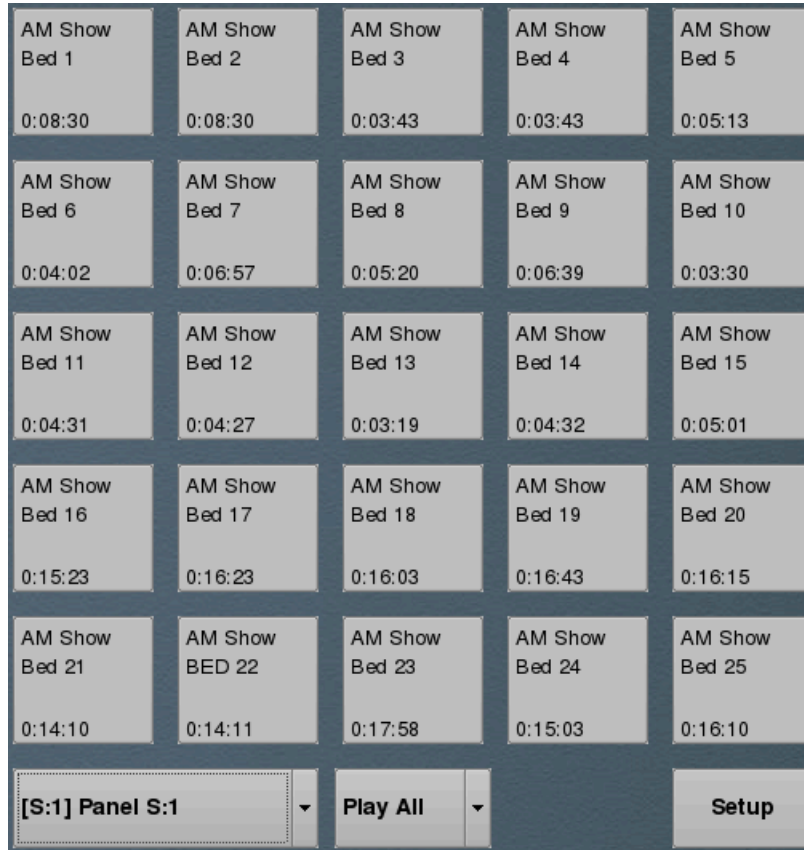 AM Show
Bed 1
0:08:30
AM Show
Bed 2
0:08:30
AM Show
Bed 3
0:03:43
AM Show
Bed 4
0:03:43
AM Show
Bed 5
0:05:13
AM Show
Bed 6
0:04:02
AM Show
Bed 7
0:06:57
AM Show
Bed 8
0:05:20
AM Show
Bed 9
0:06:39
AM Show
Bed 10
0:03:30
AM Show
Bed 11
0:04:31
AM Show
Bed 12
0:04:27
AM Show
Bed 13
0:03:19
AM Show
Bed 14
0:04:32
AM Show
Bed 15
0:05:01
AM Show
Bed 16
0:15:23
AM Show
Bed 17
0:16:23
AM Show
Bed 18
0:16:03
AM Show
Bed 19
0:16:43
AM Show
Bed 20
0:16:15
AM Show
Bed 21
0:14:10
AM Show
BED 22
0:14:11
AM Show
Bed 23
0:17:58
AM Show
Bed 24
0:15:03
AM Show
Bed 25
0:16:10
[S:1] Panel S:1
Play All
Setup